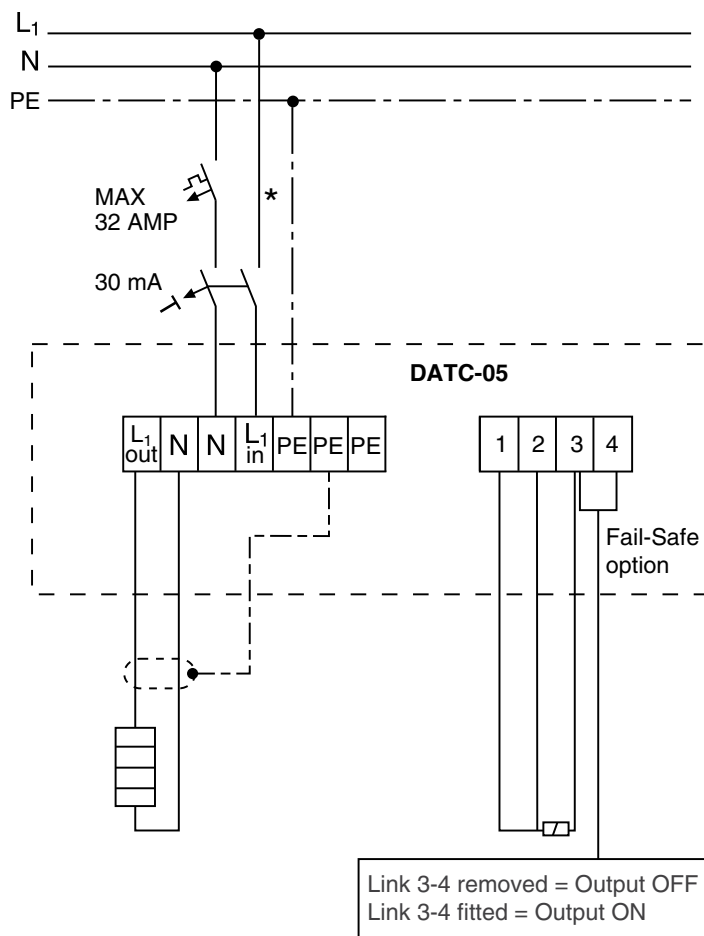 L1
N
PE
MAX
32 AMP
*
30 mA
DATC-05
L1 out N N L1 in PE PE PE
1 2 3 4
Fail-Safe
option
Link 3-4 removed = Output OFF
Link 3-4 fitted = Output ON